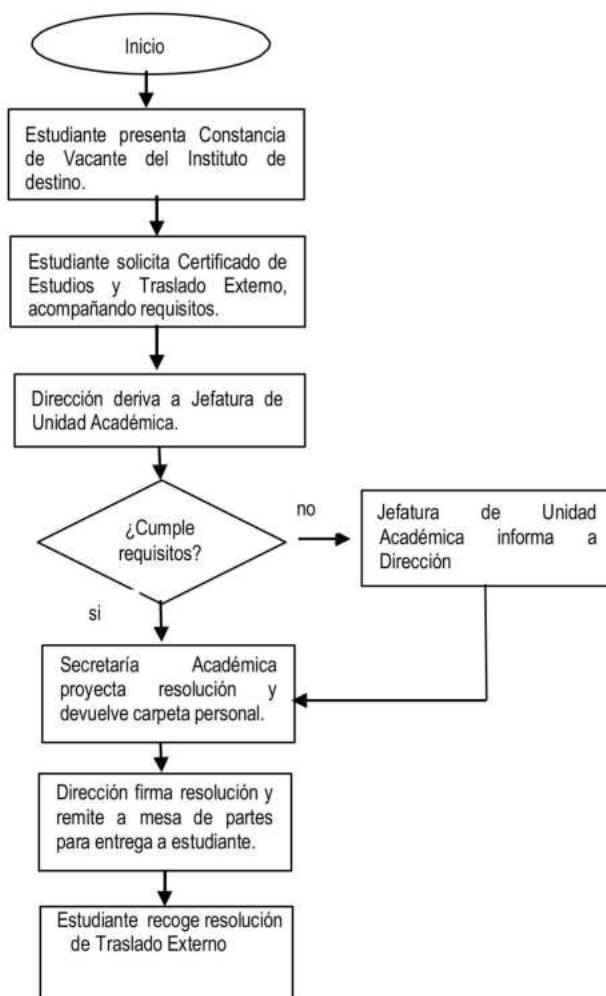 Inicio
Estudiante presenta Constancia
de Vacante del Instituto de
destino.
Estudiante solicita Certificado de
Estudios y Traslado Externo,
acompañando requisitos.
Dirección deriva a Jefatura de
Unidad Académica.
¿Cumple
requisitos?
no
Jefatura de Unidad
Académica informa a
Dirección
si
Secretaría Académica
proyecta resolución y
devuelve carpeta personal.
Dirección firma resolución y
remite a mesa de partes
para entrega a estudiante.
Estudiante recoge resolución
de Traslado Externo